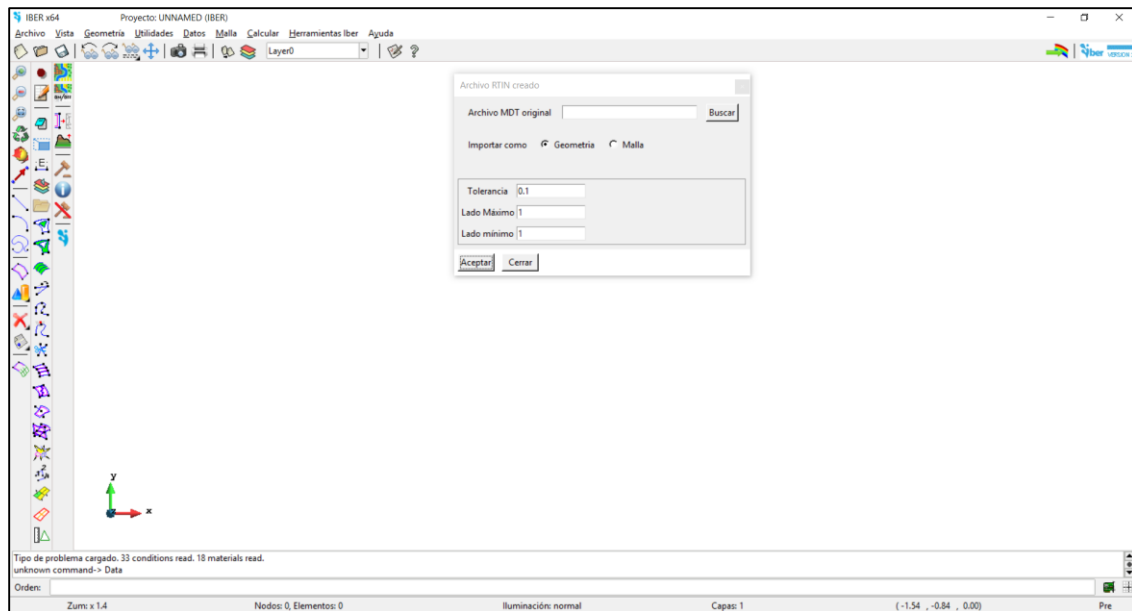 IBER x64 Proyecto: UNNAMED (IBER)
Archivo Vista Geometría Utilidades Datos Malla Calcular Herramientas Iber Ayuda
Layer0
iber
Archivo RTIN creado
Archivo MDT original Buscar
Importar como Geometria Malla
Tolerancia 0.1
Lado Máximo 1
Lado mínimo 1
Aceptar Cerrar
E
y
x
Tipo de problema cargado. 33 conditions read. 18 materials read.
unknown command-> Data
Orden:
Zum: x 1.4 Nodos: 0, Elementos: 0 Iluminación: normal Capas: 1 ( -1.54 , -0.84 , 0.00) Pre